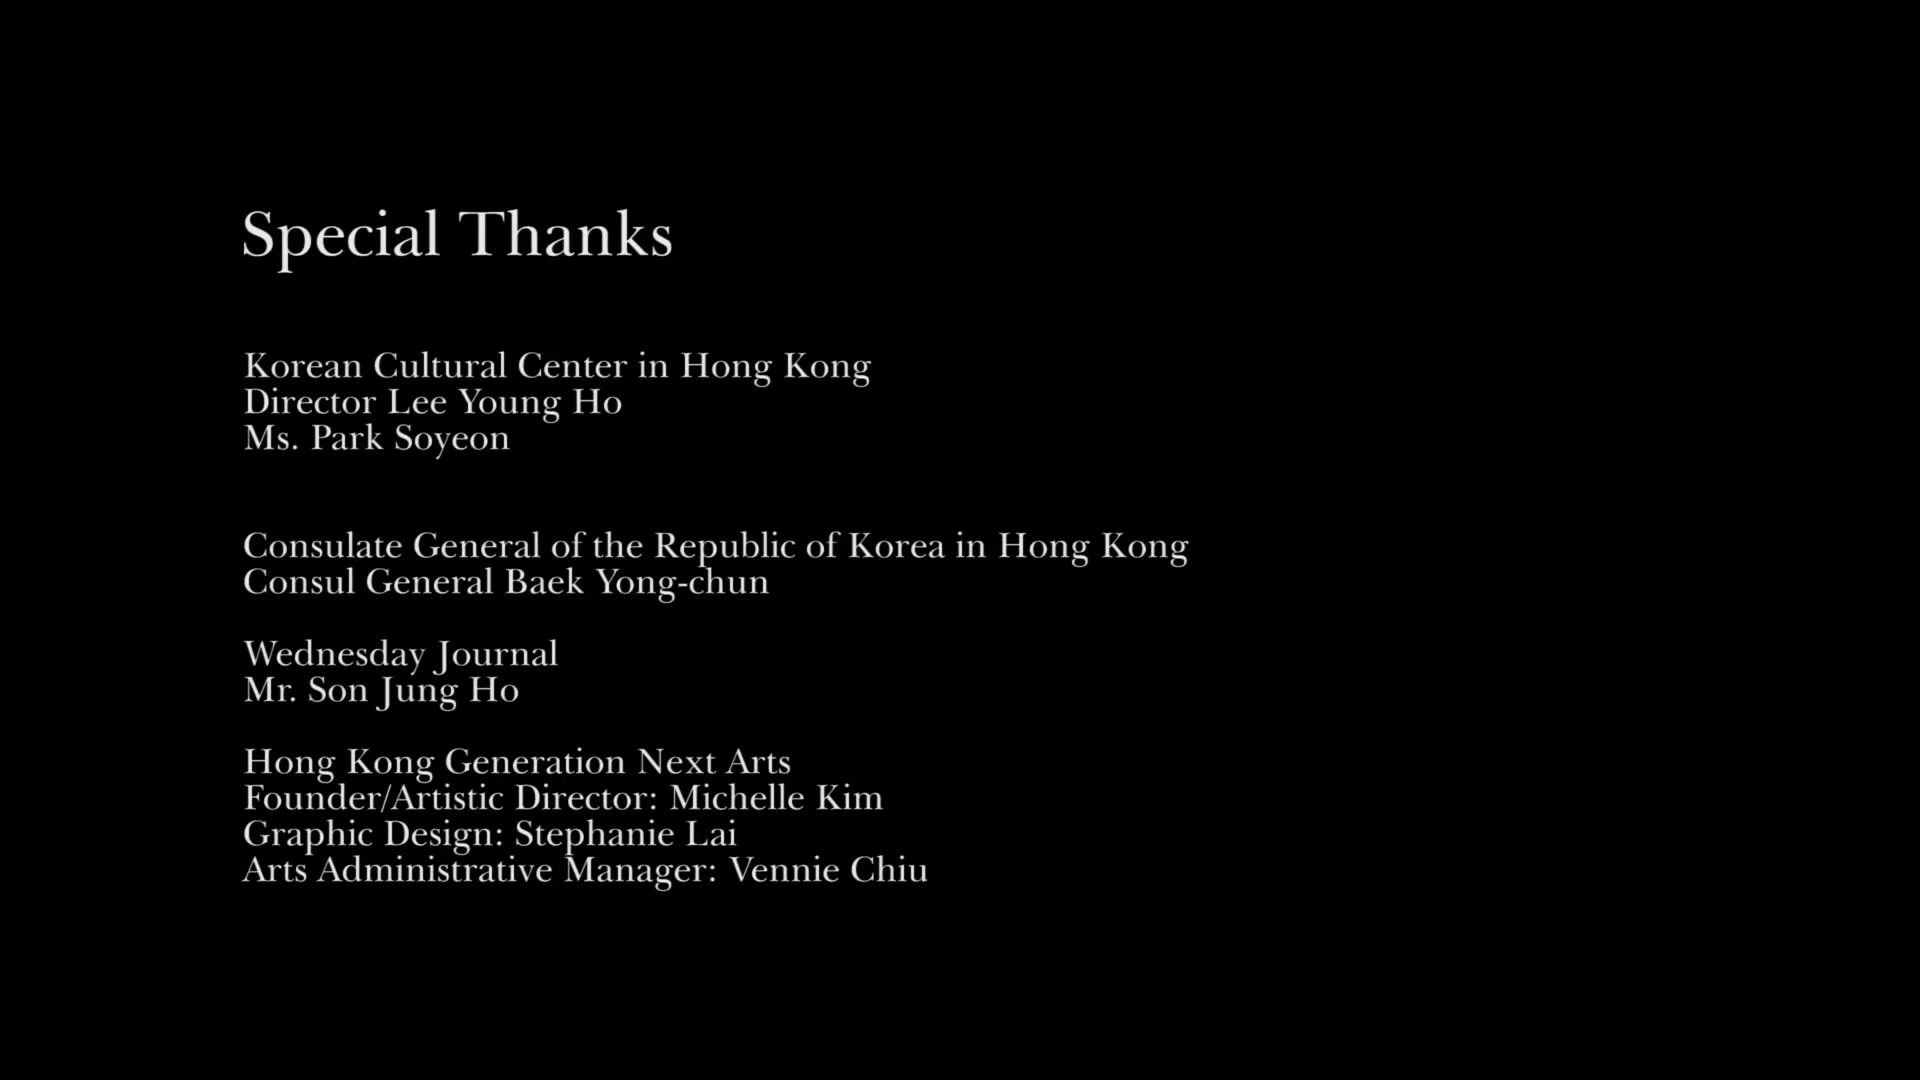 Special Thanks
Korean Cultural Center in Hong Kong
Director Lee Young Ho
Ms. Park Soyeon
Consulate General of the Republic of Korea in Hong Kong
Consul General Baek Yong-chun
Wednesday Journal
Mr. Son Jung Ho
Hong Kong Generation Next Arts
Founder/Artistic Director: Michelle Kim
Graphic Design: Stephanie Lai
Arts Administrative Manager: Vennie Chiu